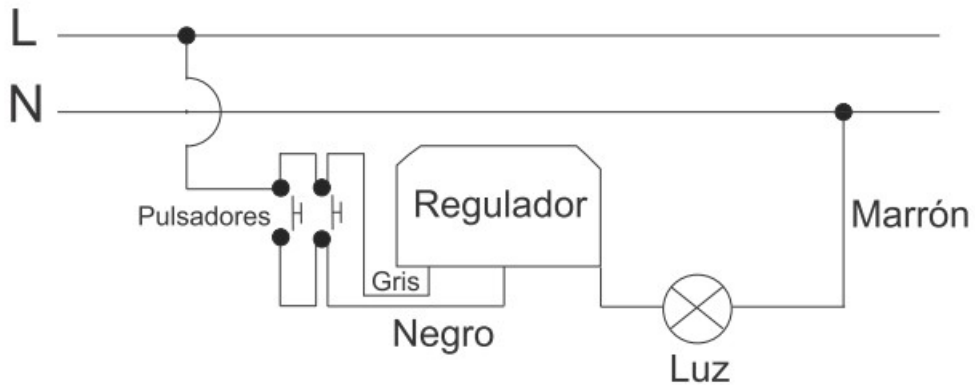 L
N
Pulsadores
Regulador
Gris
Negro
Marrón
Luz